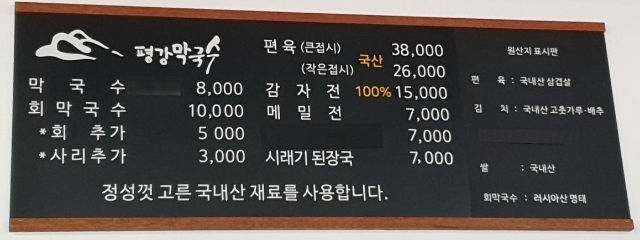 평강막국수
막국수 8,000
회막국수 10,000
*회 추가 5 000
*사리추가 3,000
편육 (큰접시) 38,000
국산
(작은접시) 26,000
감자전 100% 15,000
메밀전 7,000
7,000
시래기 된장국 7,000
정성껏 고른 국내산 재료를 사용합니다.
원산지 표시판
편 육 : 국내산 삼겹살
김 치 : 국내산 고춧가루·배추
쌀 : 국내산
회막국수 : 러시아산 명태